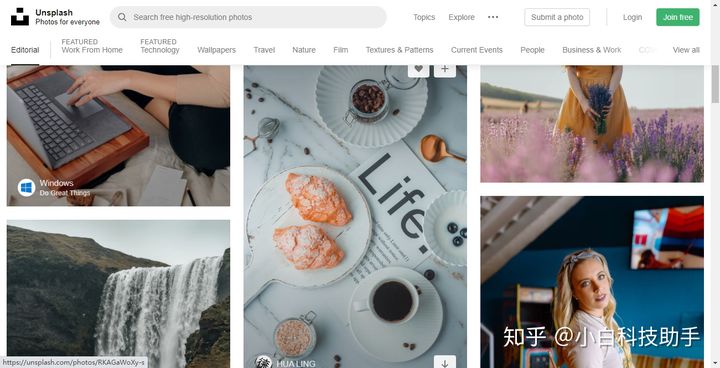 Unsplash
Photos for everyone
Search free high-resolution photos
Topics
Explore
Submit a photo
Login
Join free
Editorial
FEATURED
Work From Home
FEATURED
Technology
Wallpapers
Travel
Nature
Film
Textures & Patterns
Current Events
People
Business & Work
View all
Windows
Do Great Things
Life.
HUA LING
知乎 @小白科技助手
https://unsplash.com/photos/RKAGaWoXy-s